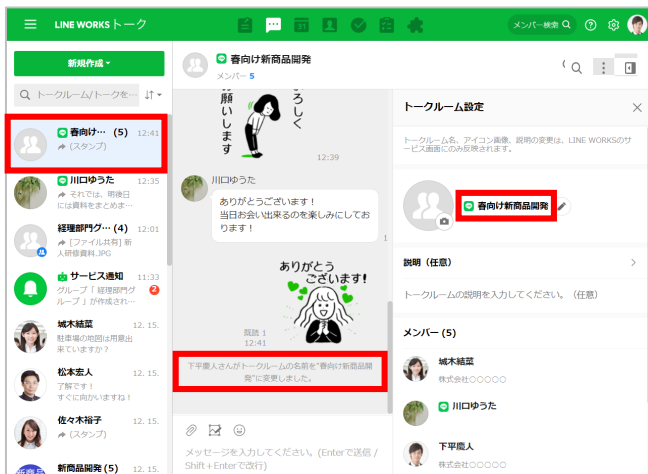 LINE WORKS トーク
メンバー検索
新規作成
トークルーム/トークを…
春向け… (5) 12:41
(スタンプ)
川口ゆうた 12:35
それでは、明後日
には資料をまとめま…
経理部門グ… (4) 12:01
[ファイル共有] 新
人研修資料.JPG
サービス通知 11:33
グループ「 経理部門グ
ループ 」が作成され…
2
城木結菜 12. 15.
駐車場の地図は用意出
来ていますか？
松本宏人 12. 15.
了解です！
すぐに向かいますね！
佐々木裕子 12. 15.
(スタンプ)
新商品開発 (5) 12. 15.
春向け新商品開発
メンバー 5
よろしく
お願いします
12:39
川口ゆうた
ありがとうございます！
当日お会い出来るのを楽しみにしてお
ります！
1
ありがとう
ございます!
既読 1
12:41
下平慶人さんがトークルームの名前を"春向け新商品開
発"に変更しました。
メッセージを入力してください。(Enterで送信 /
Shift + Enterで改行)
トークルーム設定
トークルーム名、アイコン画像、説明の変更は、LINE WORKSのサ
ービス画面にのみ反映されます。
春向け新商品開発
説明（任意）
トークルームの説明を入力してください。（任意）
メンバー (5)
城木結菜
株式会社○○○○○
川口ゆうた
下平慶人
株式会社○○○○○